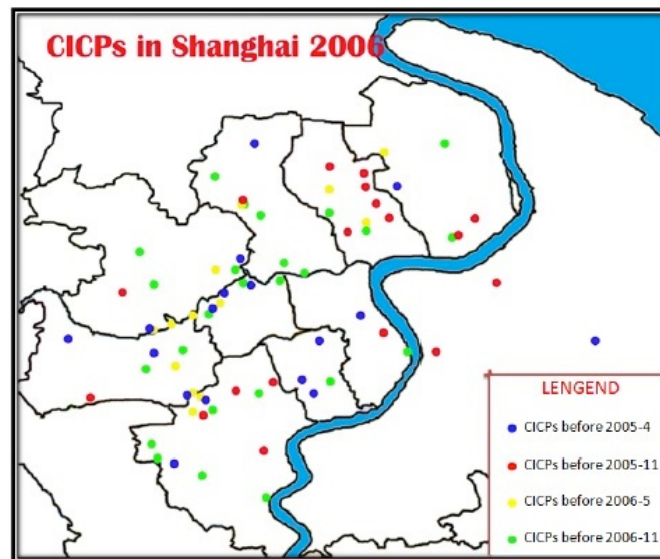 CICPs in Shanghai 2006
LENGEND
CICPs before 2005-4
CICPs before 2005-11
CICPs before 2006-5
CICPs before 2006-11